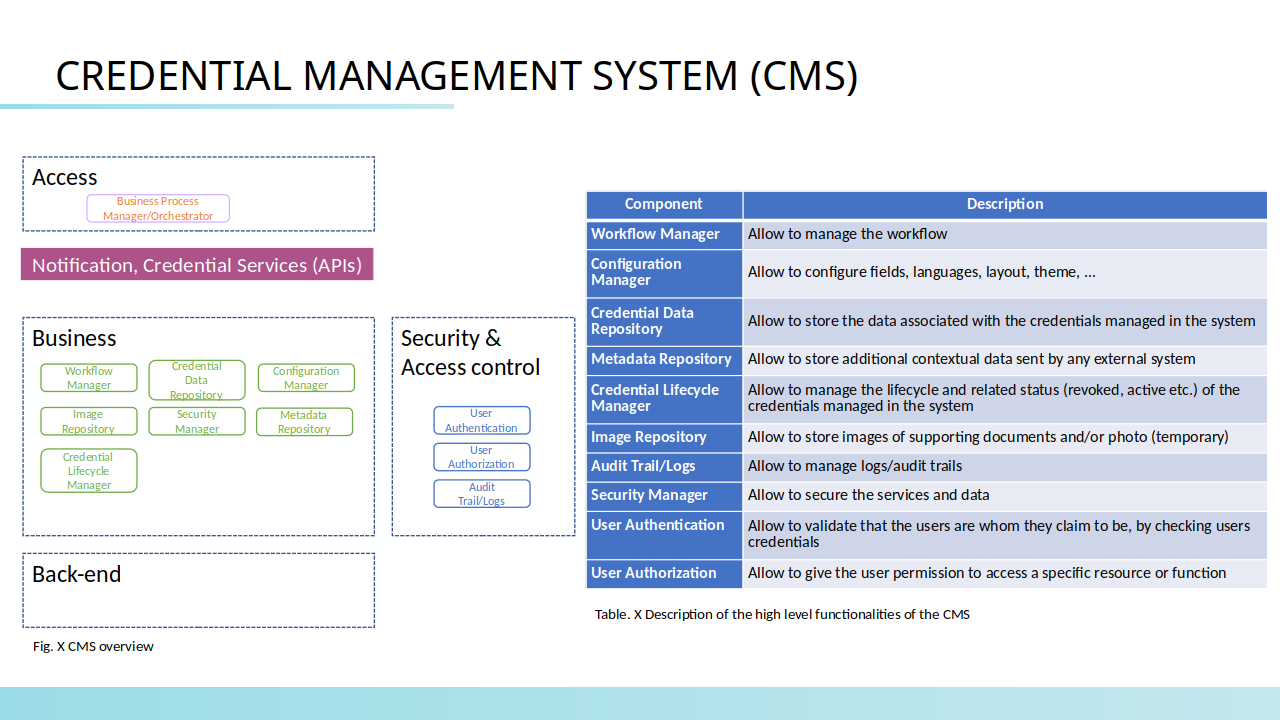 CREDENTIAL MANAGEMENT SYSTEM (CMS)
Access
Business Process
Manager/Orchestrator
Notification, Credential Services (APIs)
Business
Workflow
Manager
Credential
Data
Repository
Configuration
Manager
Image
Repository
Security
Manager
Metadata
Repository
Credential
Lifecycle
Manager
Security &
Access control
User
Authentication
User
Authorization
Audit
Trail/Logs
Back-end
Fig. X CMS overview
Component Description
Workflow Manager Allow to manage the workflow
Configuration
Manager
Allow to configure fields, languages, layout, theme, ...
Credential Data
Repository
Allow to store the data associated with the credentials managed in the system
Metadata Repository Allow to store additional contextual data sent by any external system
Credential Lifecycle
Manager
Allow to manage the lifecycle and related status (revoked, active etc.) of the
credentials managed in the system
Image Repository Allow to store images of supporting documents and/or photo (temporary)
Audit Trail/Logs Allow to manage logs/audit trails
Security Manager Allow to secure the services and data
User Authentication Allow to validate that the users are whom they claim to be, by checking users
credentials
User Authorization Allow to give the user permission to access a specific resource or function
Table. X Description of the high level functionalities of the CMS